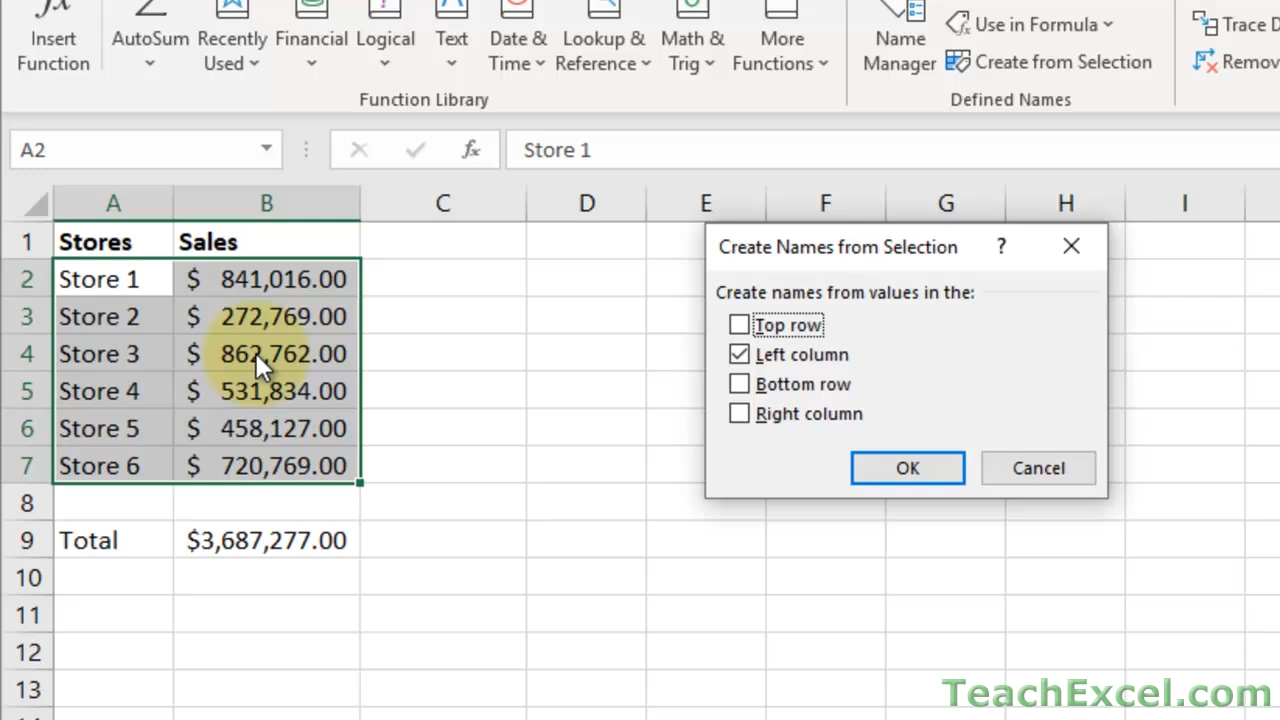 fx
Insert Function
AutoSum
Recently Used
Financial
Logical
Text
Date & Time
Lookup & Reference
Math & Trig
More Functions
Function Library
Name Manager
Use in Formula
Create from Selection
Defined Names
Trace D
Remov
A2
fx
Store 1
A B C D E F G H I
1 Stores Sales
2 Store 1 $ 841,016.00
3 Store 2 $ 272,769.00
4 Store 3 $ 862,762.00
5 Store 4 $ 531,834.00
6 Store 5 $ 458,127.00
7 Store 6 $ 720,769.00
8
9 Total $3,687,277.00
10
11
12
13
Create Names from Selection ?
Create names from values in the:
Top row
Left column
Bottom row
Right column
OK Cancel
TeachExcel.com